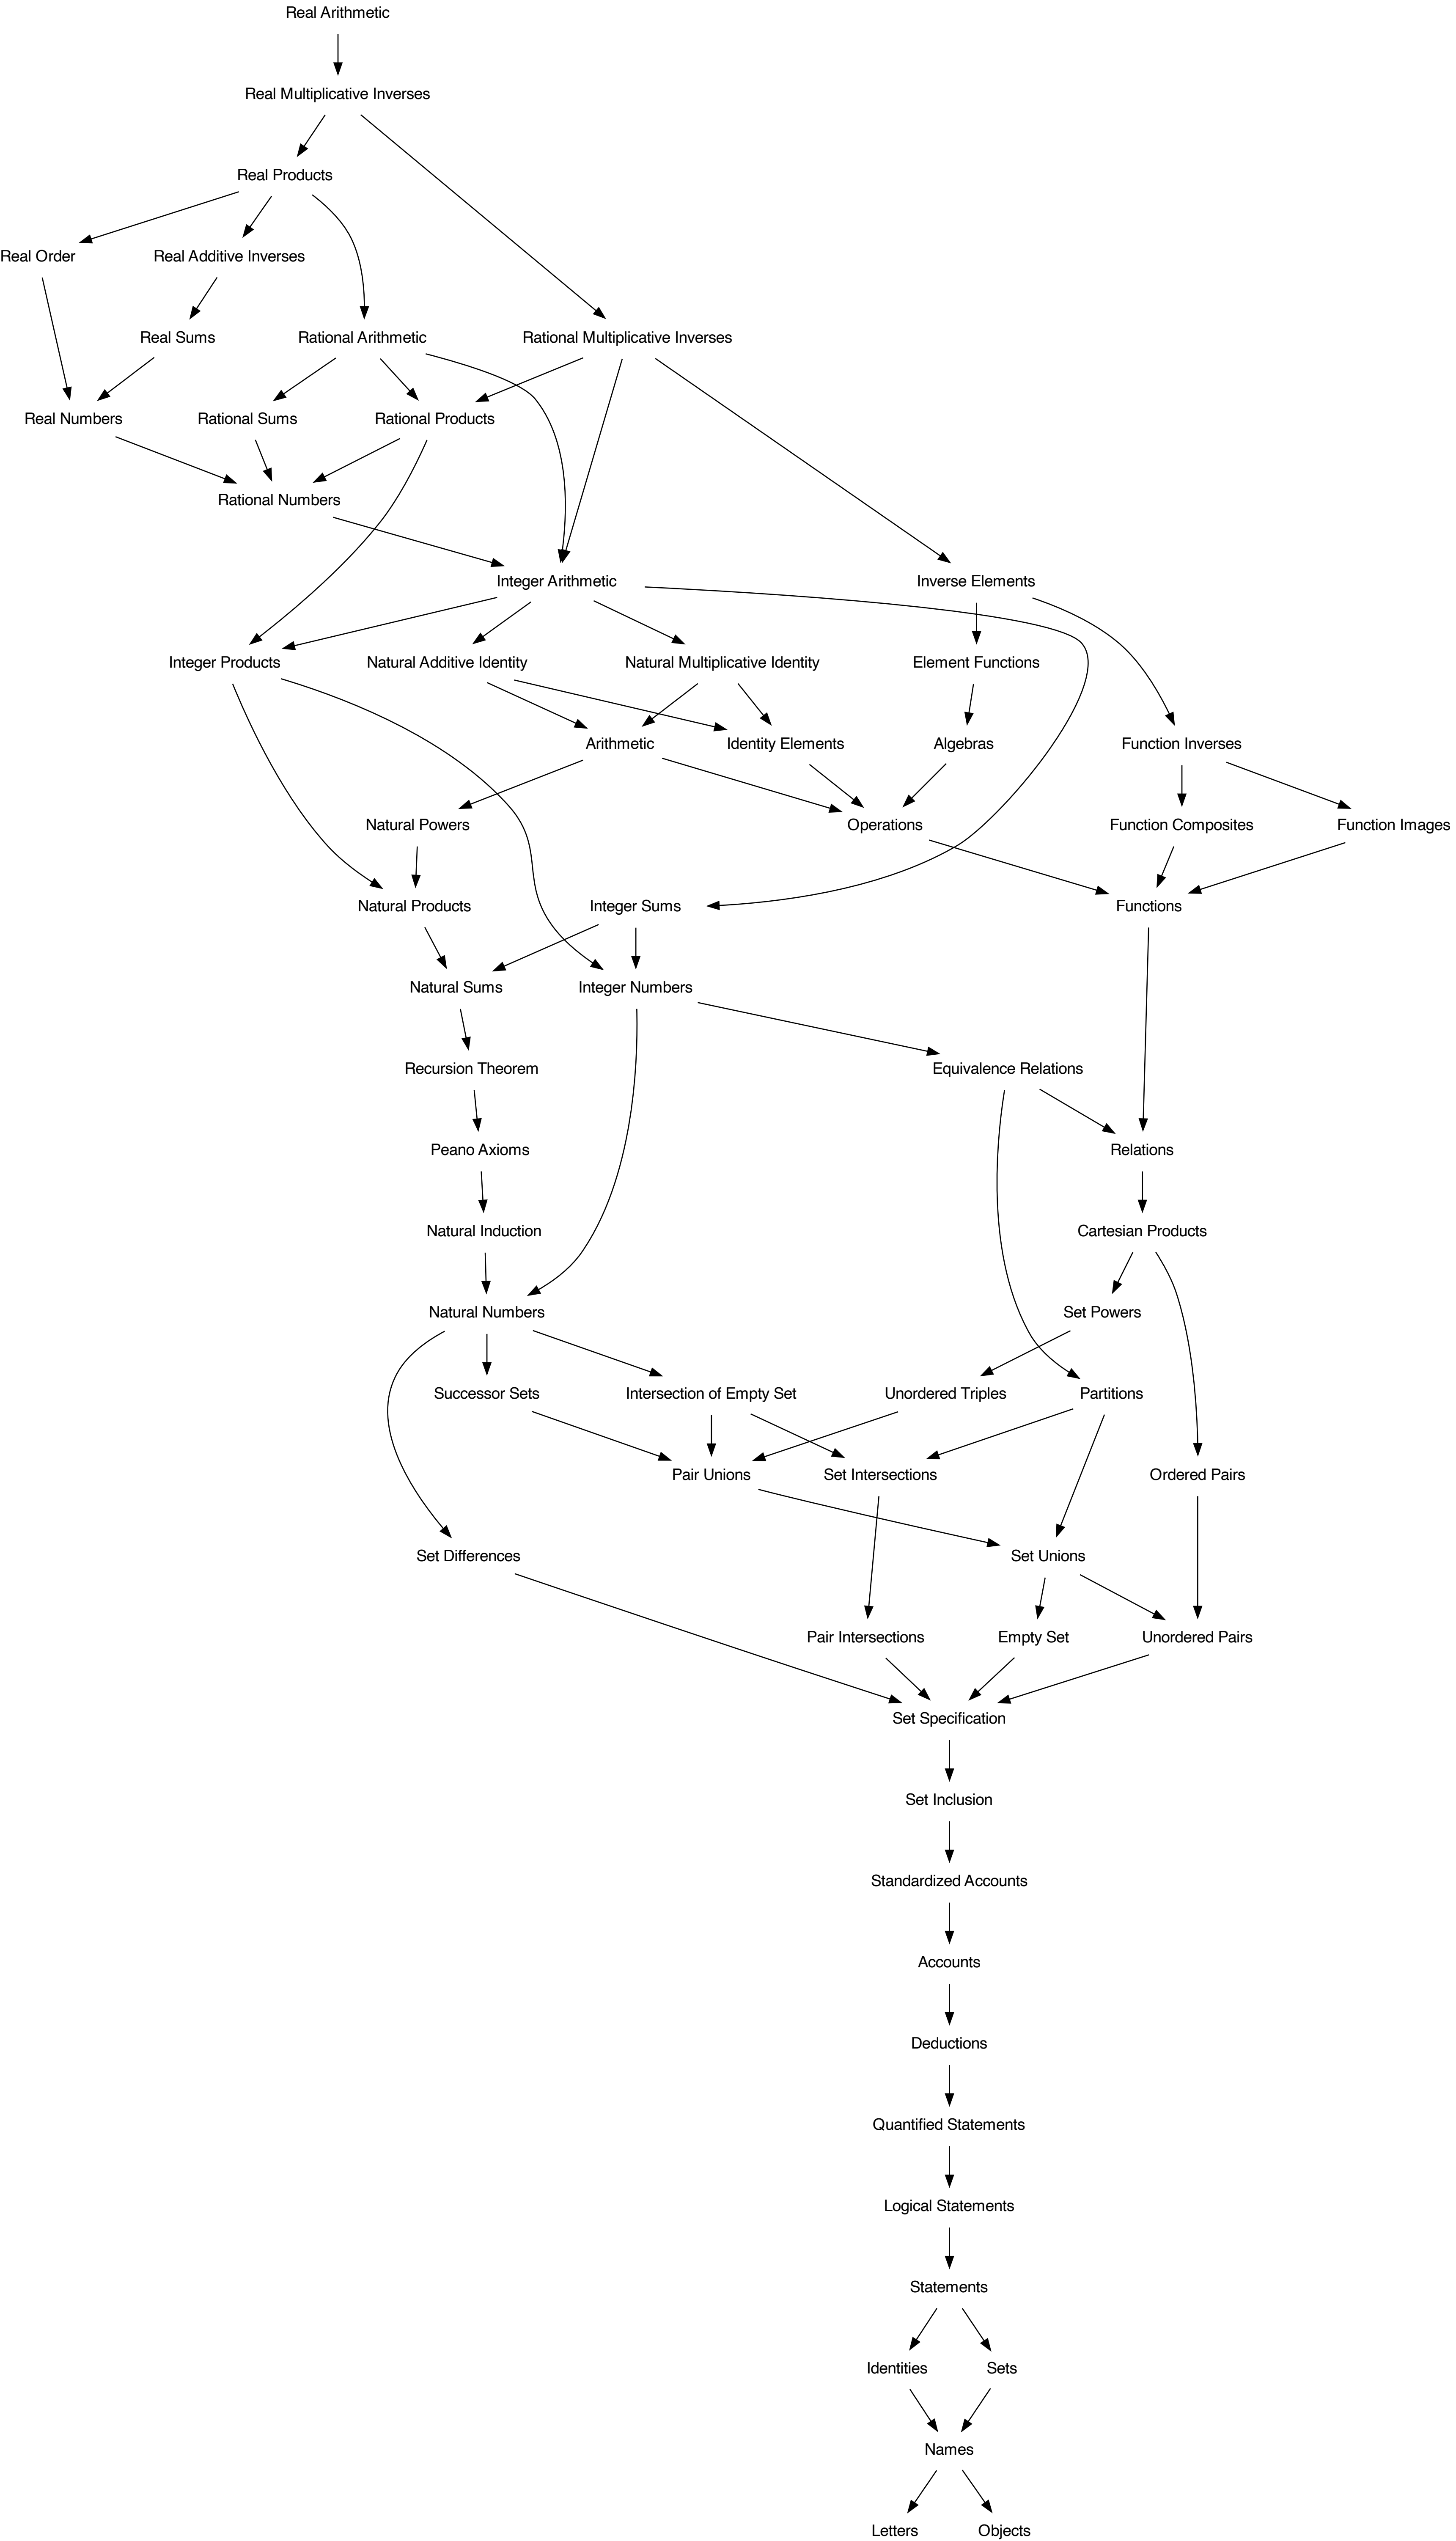 Real Arithmetic
Real Multiplicative Inverses
Real Products
Real Order
Real Additive Inverses
Real Sums
Rational Arithmetic
Rational Multiplicative Inverses
Real Numbers
Rational Sums
Rational Products
Rational Numbers
Integer Arithmetic
Inverse Elements
Integer Products
Natural Additive Identity
Natural Multiplicative Identity
Element Functions
Arithmetic
Identity Elements
Algebras
Function Inverses
Natural Powers
Operations
Function Composites
Function Images
Natural Products
Integer Sums
Functions
Natural Sums
Integer Numbers
Recursion Theorem
Equivalence Relations
Peano Axioms
Relations
Natural Induction
Cartesian Products
Natural Numbers
Set Powers
Successor Sets
Intersection of Empty Set
Unordered Triples
Partitions
Pair Unions
Set Intersections
Ordered Pairs
Set Differences
Set Unions
Pair Intersections
Empty Set
Unordered Pairs
Set Specification
Set Inclusion
Standardized Accounts
Accounts
Deductions
Quantified Statements
Logical Statements
Statements
Identities
Sets
Names
Letters
Objects